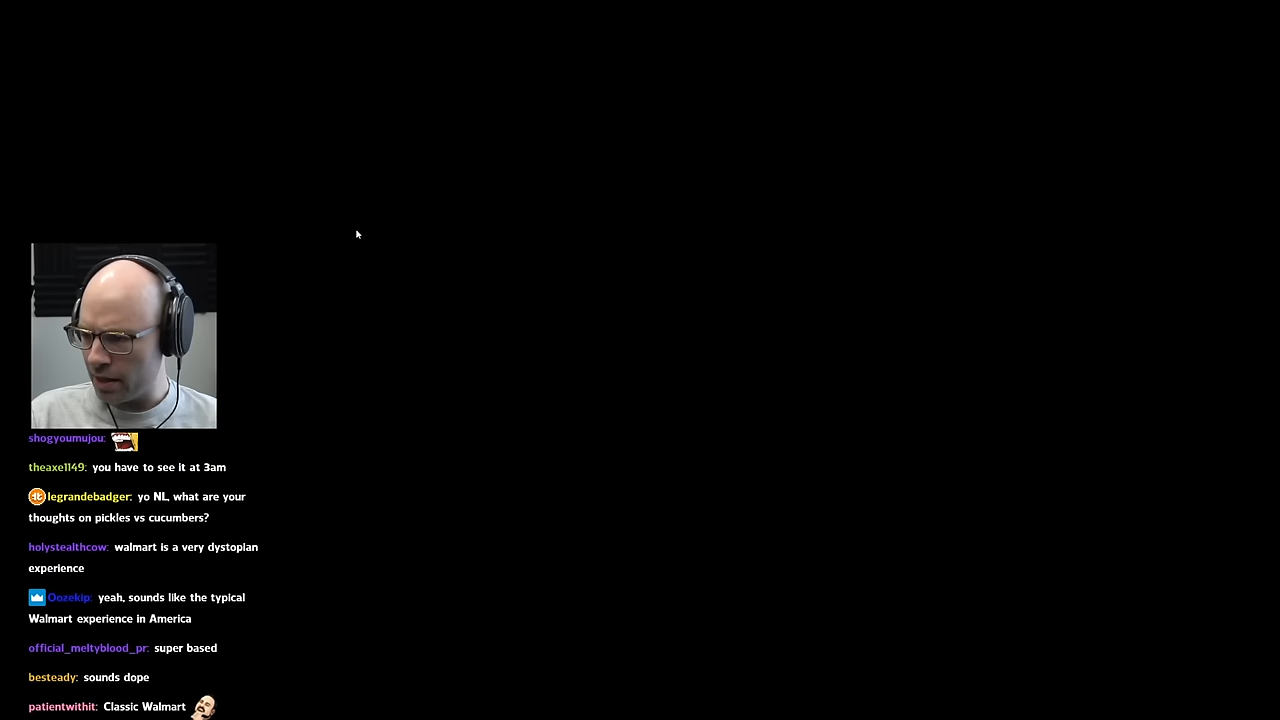 shogyoumujou:
theaxe1149: you have to see it at 3am
legrandebadger: yo NL, what are your
thoughts on pickles vs cucumbers?
holystealthcow: walmart is a very dystopian
experience
Oozekip: yeah, sounds like the typical
Walmart experience in America
official_meltyblood_pr: super based
besteady: sounds dope
patientwithit: Classic Walmart